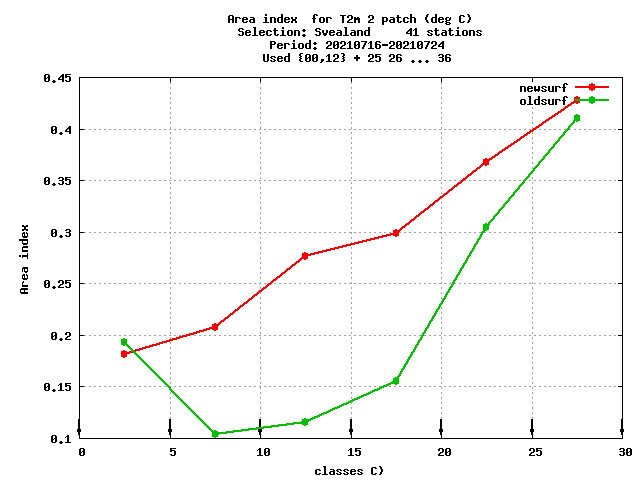 Area index  for T2m 2 patch (deg C)
Selection: Svealand     41 stations
Period: 20210716-20210724
Used {00,12} + 25 26 ... 36
0.45
newsurf
oldsurf
0.4
0.35
0.3
Area index
0.25
0.2
0.15
0.1
0 5 10 15 20 25 30
classes C)